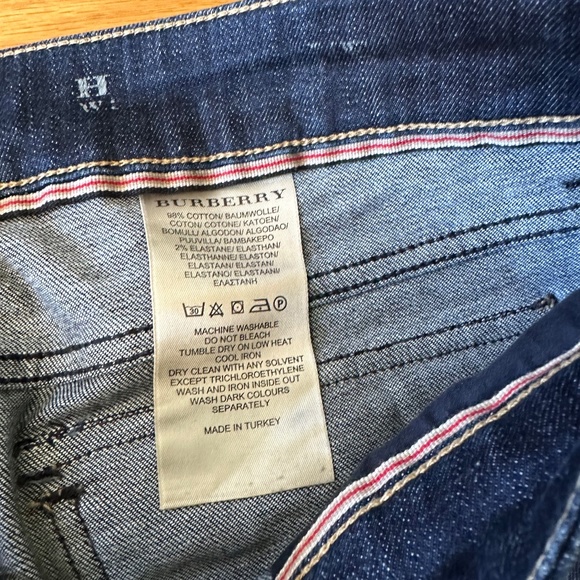 H
W
BURBERRY
98% COTTON/ BAUMWOLLE/
COTON/ COTONE/ KATOEN/
BOMULL/ ALGODON/ ALGODAO/
PUUVILLA/ ΒΑΜΒΑΚΕΡΟ
2% ELASTANE/ ELASTAN/
ELASTHANNE/ ELASTON/
ELASTAAN/ ELASTAN/
ELASTANO/ ELASTAANI/
ΕΛΑΣΤΑΝΗ
30 P
MACHINE WASHABLE
DO NOT BLEACH
TUMBLE DRY ON LOW HEAT
COOL IRON
DRY CLEAN WITH ANY SOLVENT
EXCEPT TRICHLOROETHYLENE
WASH AND IRON INSIDE OUT
WASH DARK COLOURS
SEPARATELY
MADE IN TURKEY